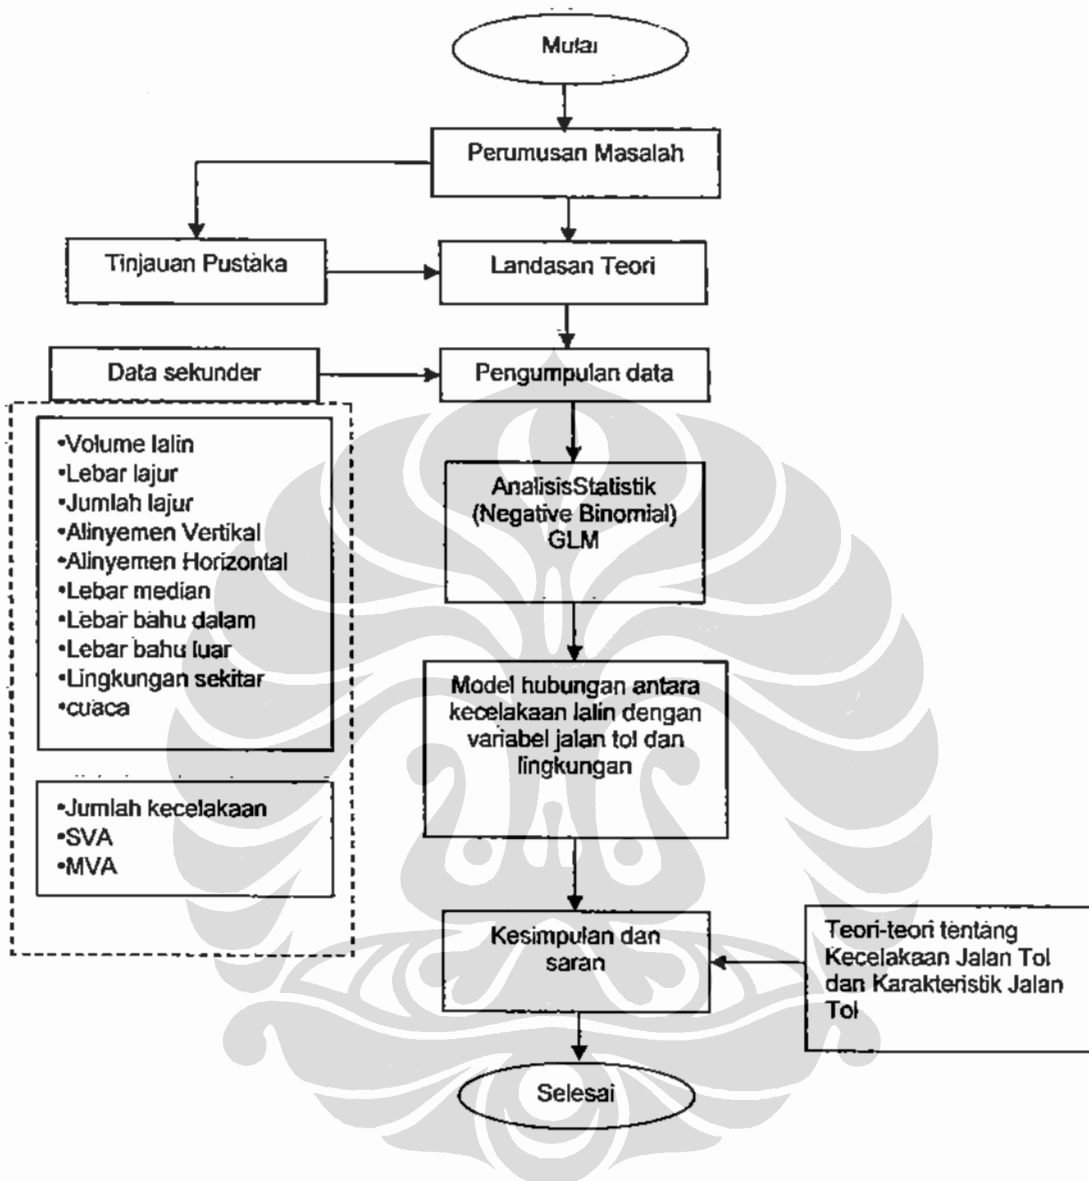 Mulai
Perumusan Masalah
Tinjauan Pustaka
Landasan Teori
Data sekunder
Pengumpulan data
•Volume lalin
•Lebar lajur
•Jumlah lajur
•Alinyemen Vertikal
•Alinyemen Horizontal
•Lebar median
•Lebar bahu dalam
•Lebar bahu luar
•Lingkungan sekitar
•cuaca
•Jumlah kecelakaan
•SVA
•MVA
AnalisisStatistik
(Negative Binomial)
GLM
Model hubungan antara
kecelakaan lalin dengan
variabel jalan tol dan
lingkungan
Kesimpulan dan
saran
Teori-teori tentang
Kecelakaan Jalan Tol
dan Karakteristik Jalan
Tol
Selesai